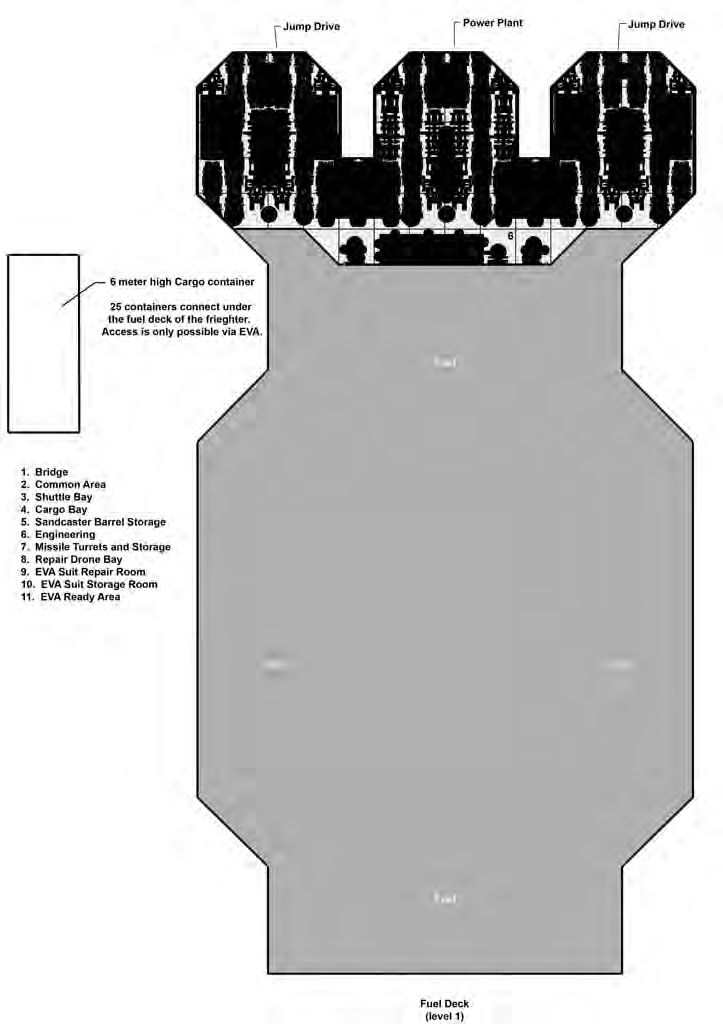 Jump Drive
Power Plant
Jump Drive
6
6 meter high Cargo container
25 containers connect under
the fuel deck of the frieghter.
Access is only possible via EVA.
Fuel
1. Bridge
2. Common Area
3. Shuttle Bay
4. Cargo Bay
5. Sandcaster Barrel Storage
6. Engineering
7. Missile Turrets and Storage
8. Repair Drone Bay
9. EVA Suit Repair Room
10. EVA Suit Storage Room
11. EVA Ready Area
Fuel
Fuel Deck
(level 1)